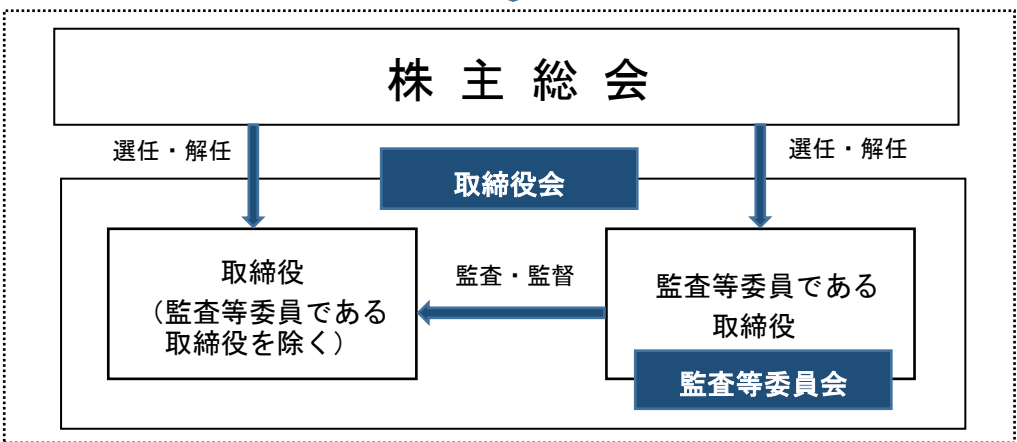 株主総会
選任・解任
選任・解任
取締役会
取締役
（監査等委員である
取締役を除く）
監査・監督
監査等委員である
取締役
監査等委員会